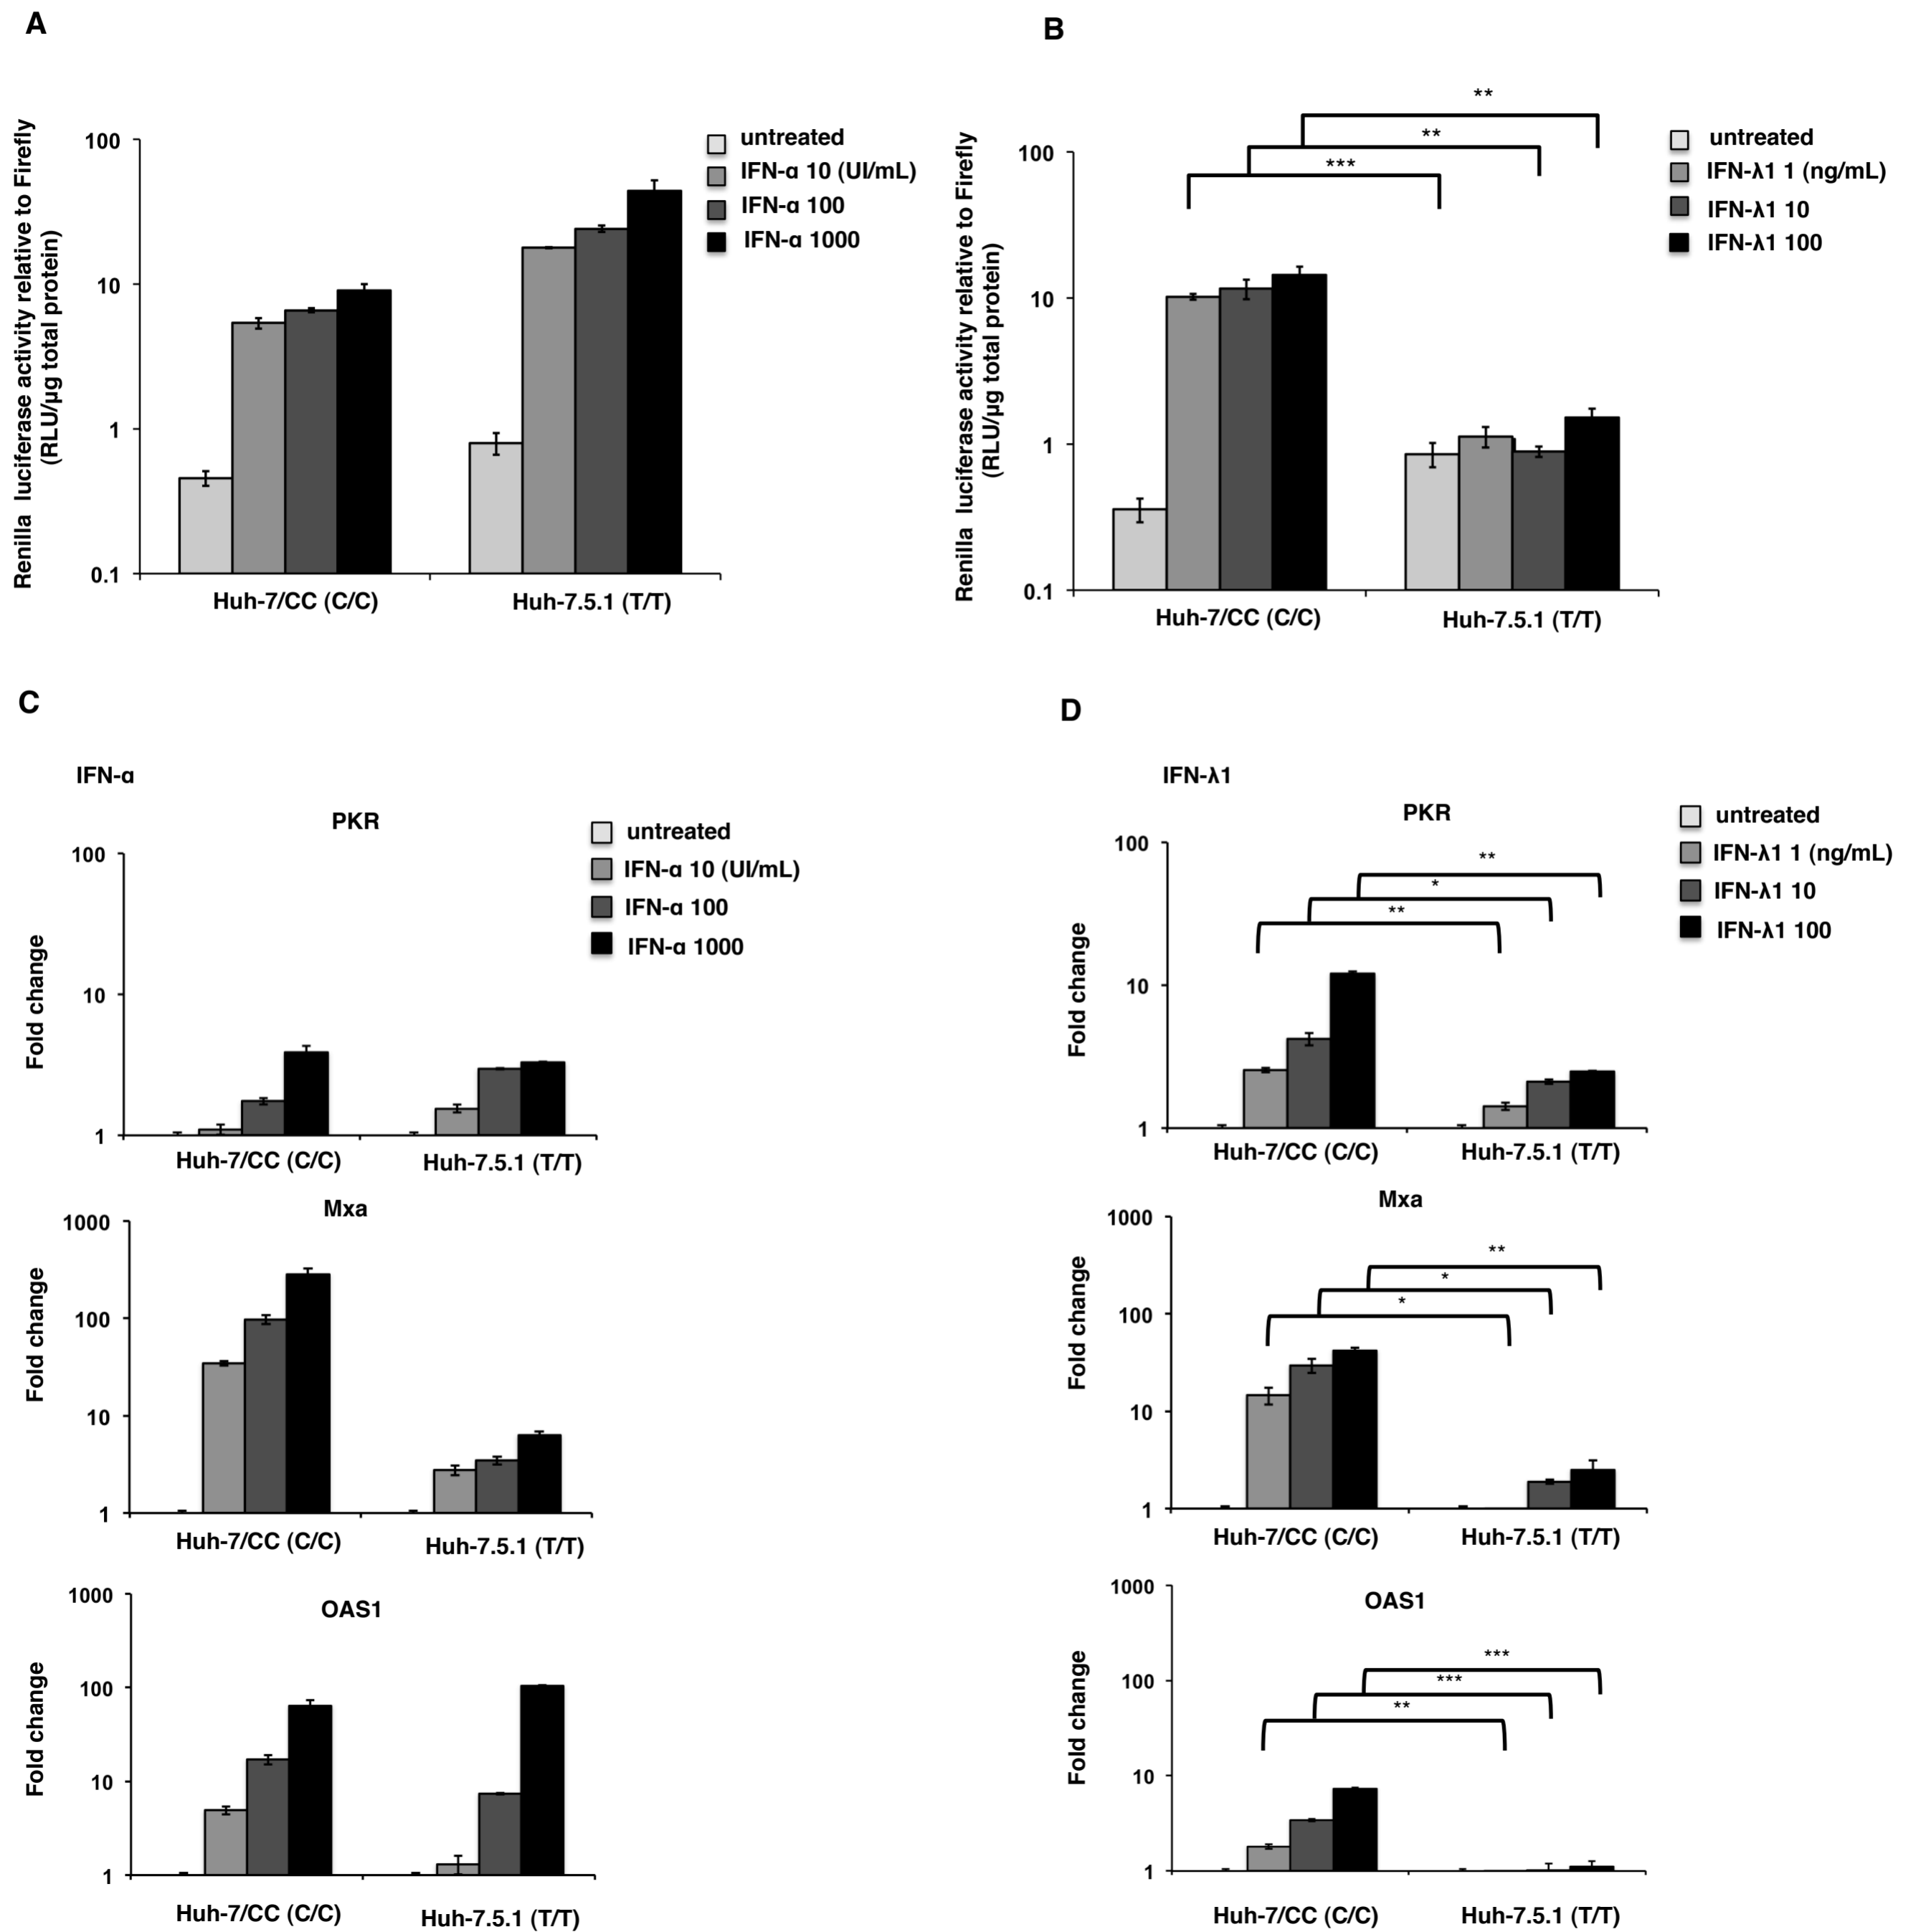 A
Renilla luciferase activity relative to Firefly
(RLU/µg total protein)
100
10
1
0.1
Huh-7/CC (C/C)
Huh-7.5.1 (T/T)
untreated
IFN-α 10 (UI/mL)
IFN-α 100
IFN-α 1000
B
Renilla luciferase activity relative to Firefly
(RLU/µg total protein)
100
10
1
0.1
**
**
***
Huh-7/CC (C/C)
Huh-7.5.1 (T/T)
untreated
IFN-λ1 1 (ng/mL)
IFN-λ1 10
IFN-λ1 100
C
IFN-α
PKR
Fold change
100
10
1
Huh-7/CC (C/C)
Huh-7.5.1 (T/T)
untreated
IFN-α 10 (UI/mL)
IFN-α 100
IFN-α 1000
Mxa
Fold change
1000
100
10
1
Huh-7/CC (C/C)
Huh-7.5.1 (T/T)
OAS1
Fold change
1000
100
10
1
Huh-7/CC (C/C)
Huh-7.5.1 (T/T)
D
IFN-λ1
PKR
Fold change
100
10
1
**
*
**
Huh-7/CC (C/C)
Huh-7.5.1 (T/T)
untreated
IFN-λ1 1 (ng/mL)
IFN-λ1 10
IFN-λ1 100
Mxa
Fold change
1000
100
10
1
**
*
*
Huh-7/CC (C/C)
Huh-7.5.1 (T/T)
OAS1
Fold change
1000
100
10
1
***
***
**
Huh-7/CC (C/C)
Huh-7.5.1 (T/T)